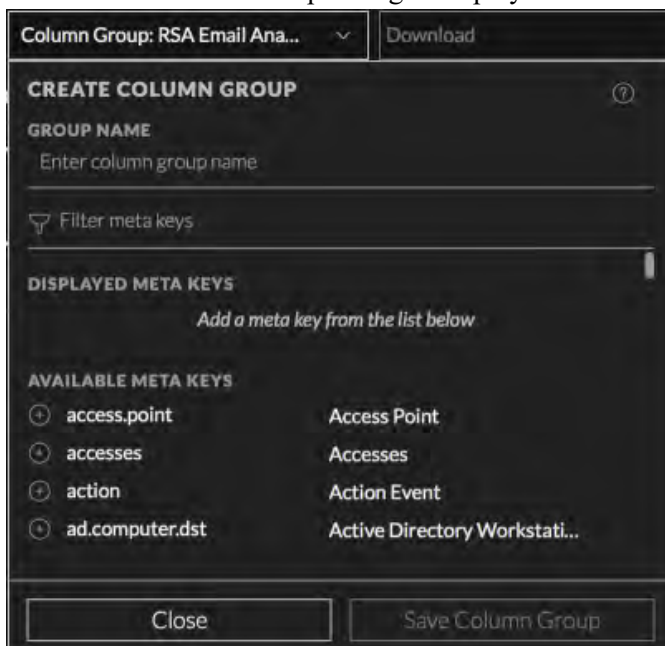 Column Group: RSA Email Ana... Download
CREATE COLUMN GROUP
GROUP NAME
Enter column group name
Filter meta keys
DISPLAYED META KEYS
Add a meta key from the list below
AVAILABLE META KEYS
access.point Access Point
accesses Accesses
action Action Event
ad.computer.dst Active Directory Workstati...
Close Save Column Group